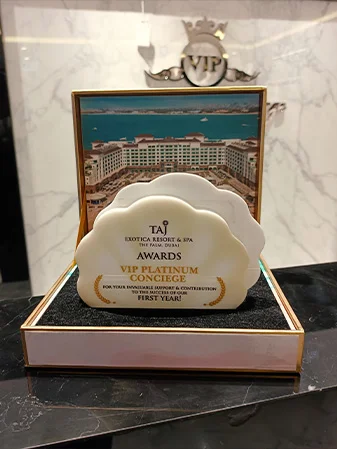 VIP
TAJ
EXOTICA RESORT & SPA
THE PALM, DUBAI
AWARDS
VIP PLATINUM
CONCIEGE
FOR YOUR INVALUABLE SUPPORT & CONTRIBUTION
TO THE SUCCESS OF OUR
FIRST YEAR!